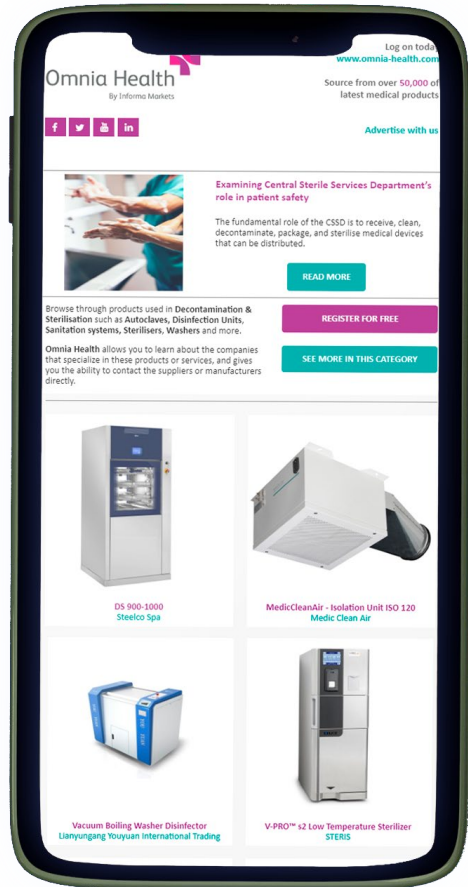 Log on today
www.omnia-health.com
Omnia Health
By Informa Markets
Source from over 50,000 of
latest medical products
Advertise with us
Examining Central Sterile Services Department's
role in patient safety
The fundamental role of the CSSD is to receive, clean,
decontaminate, package, and sterilise medical devices
that can be distributed.
READ MORE
Browse through products used in Decontamination &
Sterilisation such as Autoclaves, Disinfection Units,
Sanitation systems, Sterilisers, Washers and more.
REGISTER FOR FREE
Omnia Health allows you to learn about the companies
that specialize in these products or services, and gives
you the ability to contact the suppliers or manufacturers
directly.
SEE MORE IN THIS CATEGORY
DS 900-1000
Steelco Spa
MedicCleanAir - Isolation Unit ISO 120
Medic Clean Air
Vacuum Boiling Washer Disinfector
Lianyungang Youyuan International Trading
V-PRO™ s2 Low Temperature Sterilizer
STERIS